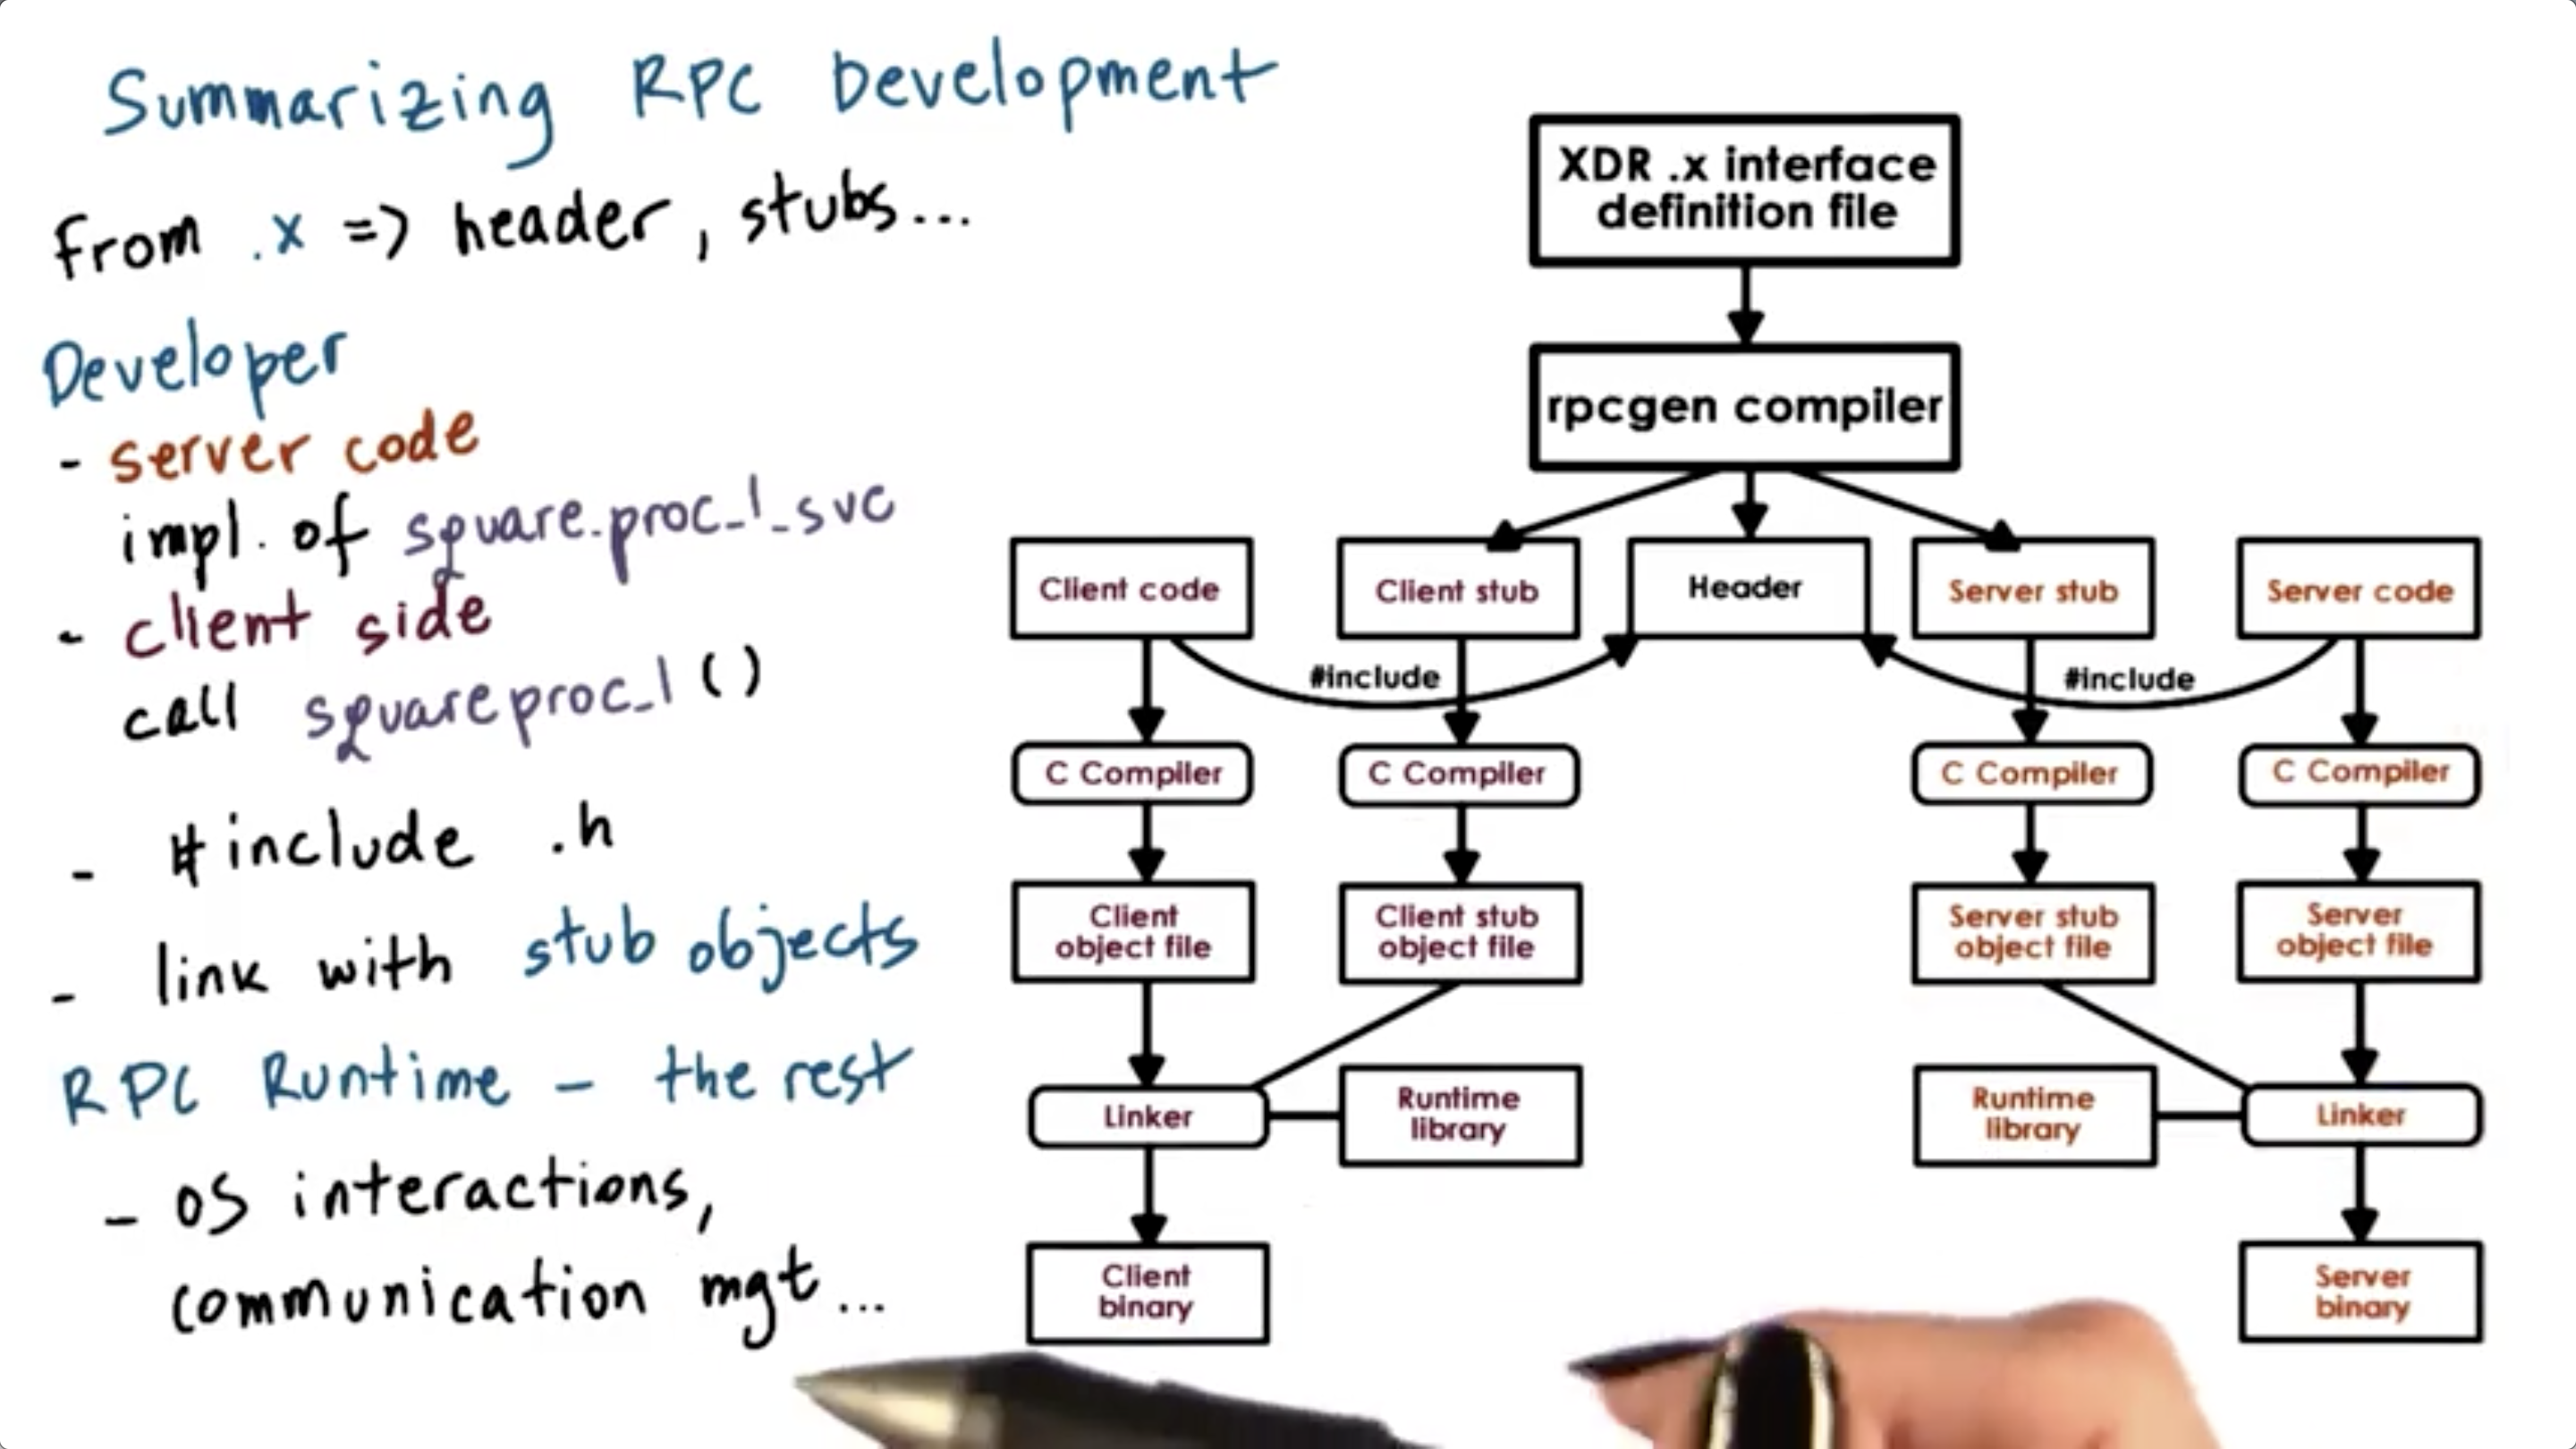 Summarizing RPC Development
from .x => header, stubs...
Developer
- server code
impl. of square.proc_1_svc
- client side
call squareproc_1 ()
- #include .h
- link with stub objects
RPC Runtime - the rest
- OS interactions,
communication mgt...
XDR .x interface
definition file
rpcgen compiler
Client code
Client stub
Header
Server stub
Server code
#include
#include
C Compiler
C Compiler
C Compiler
C Compiler
Client
object file
Client stub
object file
Server stub
object file
Server
object file
Linker
Runtime
library
Runtime
library
Linker
Client
binary
Server
binary